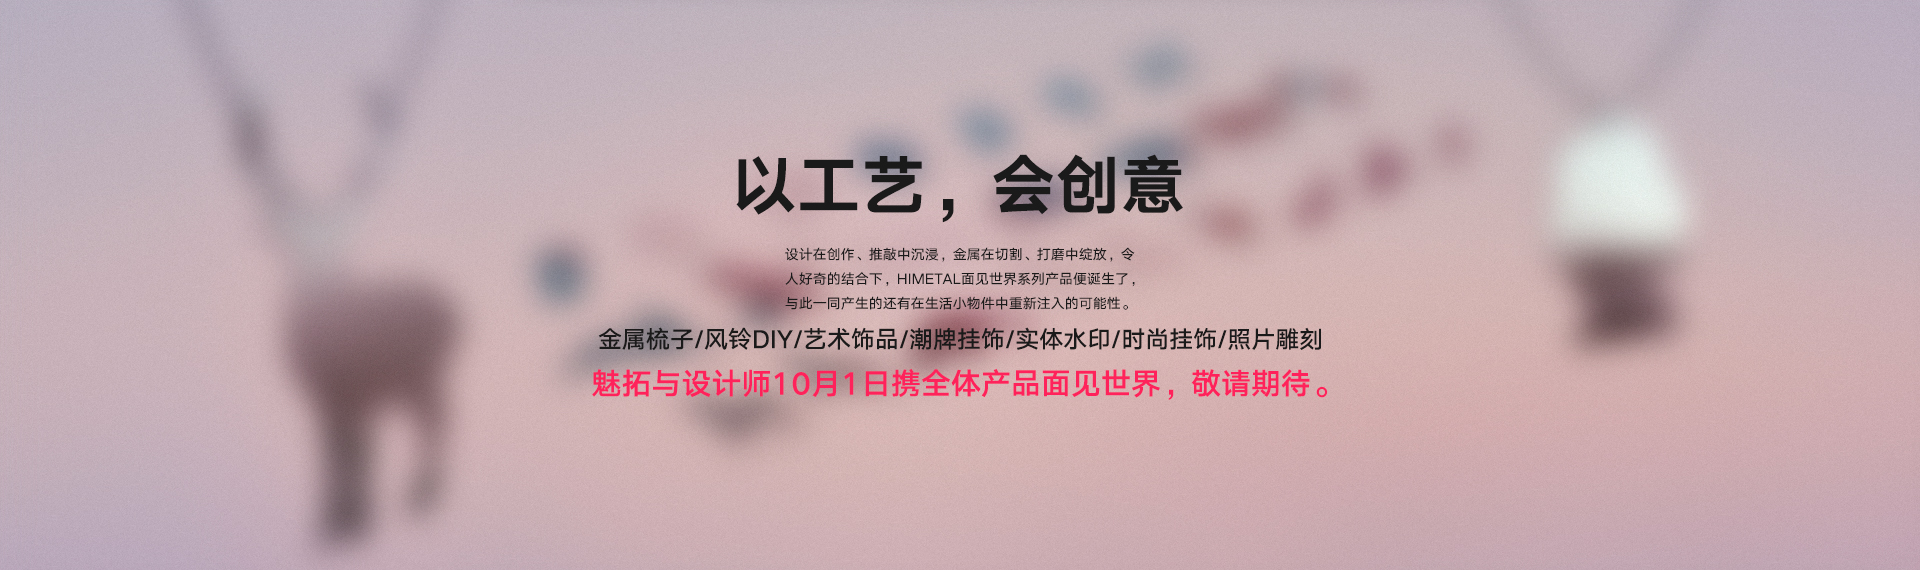 以工艺，会创意
设计在创作、推敲中沉浸，金属在切割、打磨中绽放，令
人好奇的结合下，HIMETAL面见世界系列产品便诞生了，
与此一同产生的还有在生活小物件中重新注入的可能性。
金属梳子/风铃DIY/艺术饰品/潮牌挂饰/实体水印/时尚挂饰/照片雕刻
魅拓与设计师10月1日携全体产品面见世界，敬请期待。